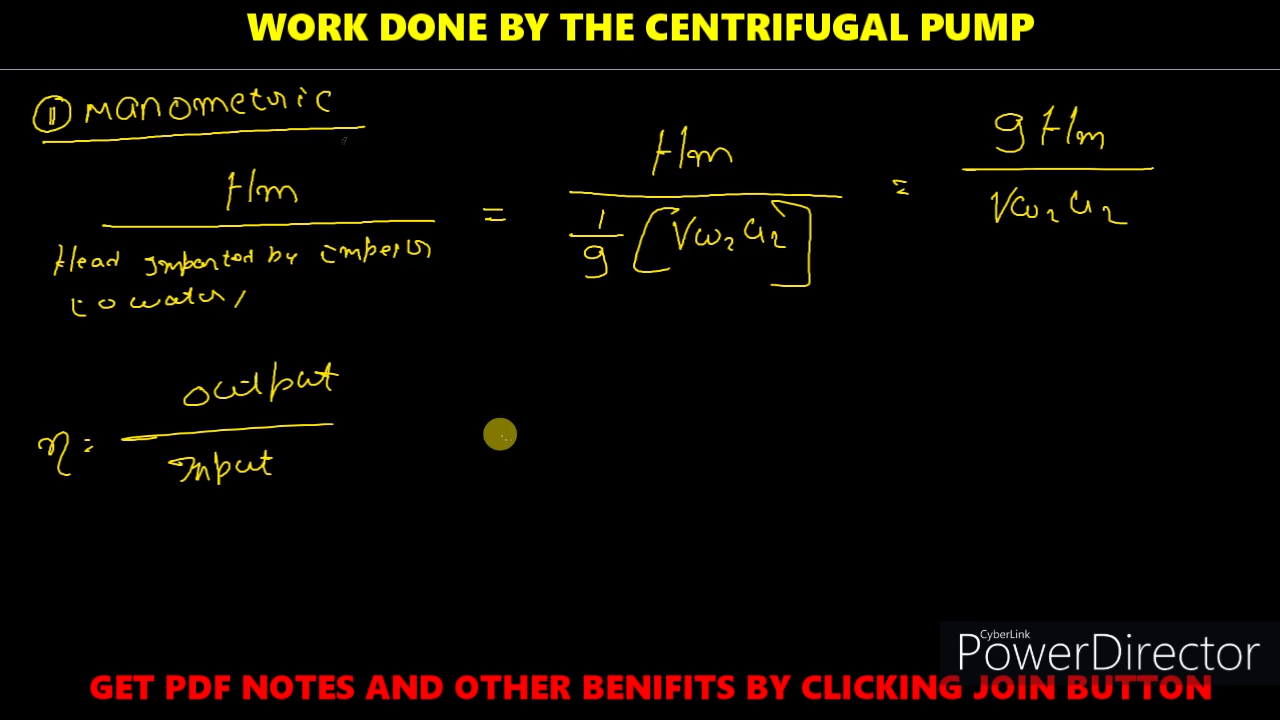 WORK DONE BY THE CENTRIFUGAL PUMP
① Manometric
Hm / Head Imparted by impeller to water = Hm / 1/g [Vw₂ u₂] = g Hm / Vw₂ u₂
η = output / Input
CyberLink
PowerDirector
GET PDF NOTES AND OTHER BENIFITS BY CLICKING JOIN BUTTON